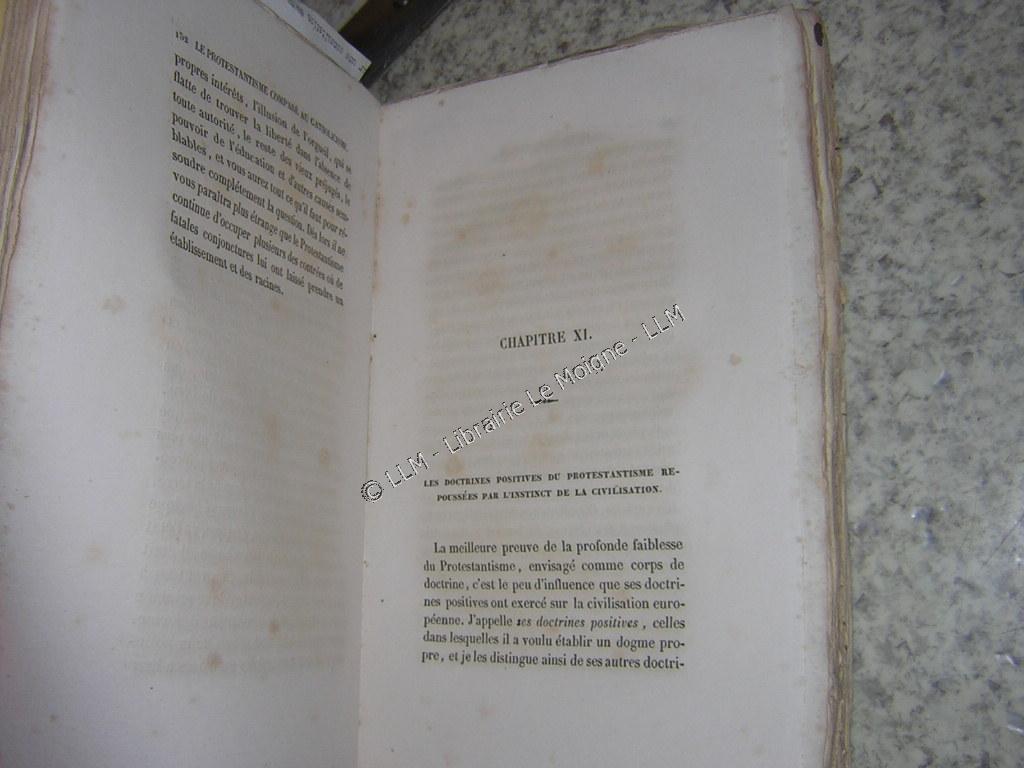 152 LE PROTESTANTISME COMPARÉ AU CATHOLICISME.
propres intérêts, l'illusion de l'orgueil, qui se
flatte de trouver la liberté dans l'absence de
toute autorité, le reste des vieux préjugés, le
pouvoir de l'éducation et d'autres causes sem-
blables, et vous aurez tout ce qu'il faut pour ré-
soudre complétement la question. Dès lors il ne
vous paraîtra plus étrange que le Protestantisme
continue d'occuper plusieurs des contrées où de
fatales conjonctures lui ont laissé prendre un
établissement et des racines.
CHAPITRE XI.
© LLM - Librairie Le Moigne - LLM
LES DOCTRINES POSITIVES DU PROTESTANTISME RE-
POUSSÉES PAR L'INSTINCT DE LA CIVILISATION.
La meilleure preuve de la profonde faiblesse
du Protestantisme, envisagé comme corps de
doctrine, c'est le peu d'influence que ses doctri-
nes positives ont exercé sur la civilisation euro-
péenne. J'appelle ses doctrines positives, celles
dans lesquelles il a voulu établir un dogme pro-
pre, et je les distingue ainsi de ses autres doctri-